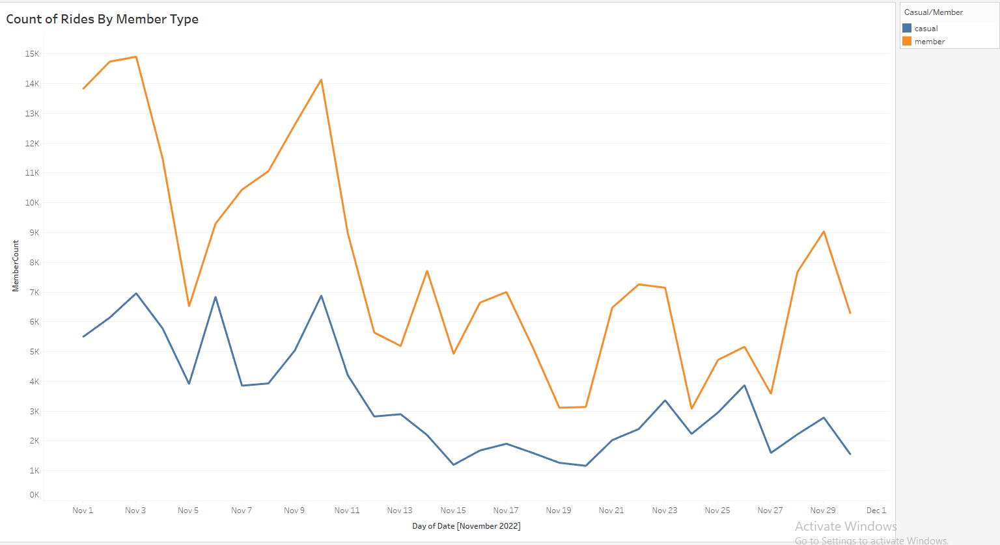 Count of Rides By Member Type
Casual/Member
casual
member
15K
14K
13K
12K
11K
10K
9K
8K
7K
6K
5K
4K
3K
2K
1K
0K
MemberCount
Nov 1 Nov 3 Nov 5 Nov 7 Nov 9 Nov 11 Nov 13 Nov 15 Nov 17 Nov 19 Nov 21 Nov 23 Nov 25 Nov 27 Nov 29 Dec 1
Day of Date [November 2022]
Activate Windows
Go to Settings to activate Windows.